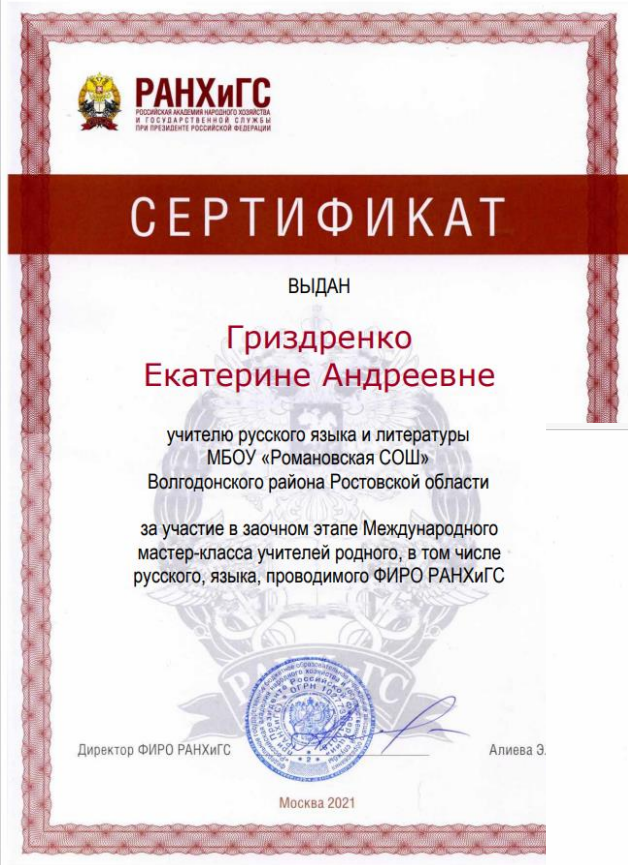 РАНХиГС
РОССИЙСКАЯ АКАДЕМИЯ НАРОДНОГО ХОЗЯЙСТВА
И ГОСУДАРСТВЕННОЙ СЛУЖБЫ
ПРИ ПРЕЗИДЕНТЕ РОССИЙСКОЙ ФЕДЕРАЦИИ
СЕРТИФИКАТ
ВЫДАН
Гриздренко
Екатерине Андреевне
учителю русского языка и литературы
МБОУ «Романовская СОШ»
Волгодонского района Ростовской области
за участие в заочном этапе Международного
мастер-класса учителей родного, в том числе
русского, языка, проводимого ФИРО РАНХиГС
РАНХиГС
Директор ФИРО РАНХиГС
Алиева Э.
Москва 2021